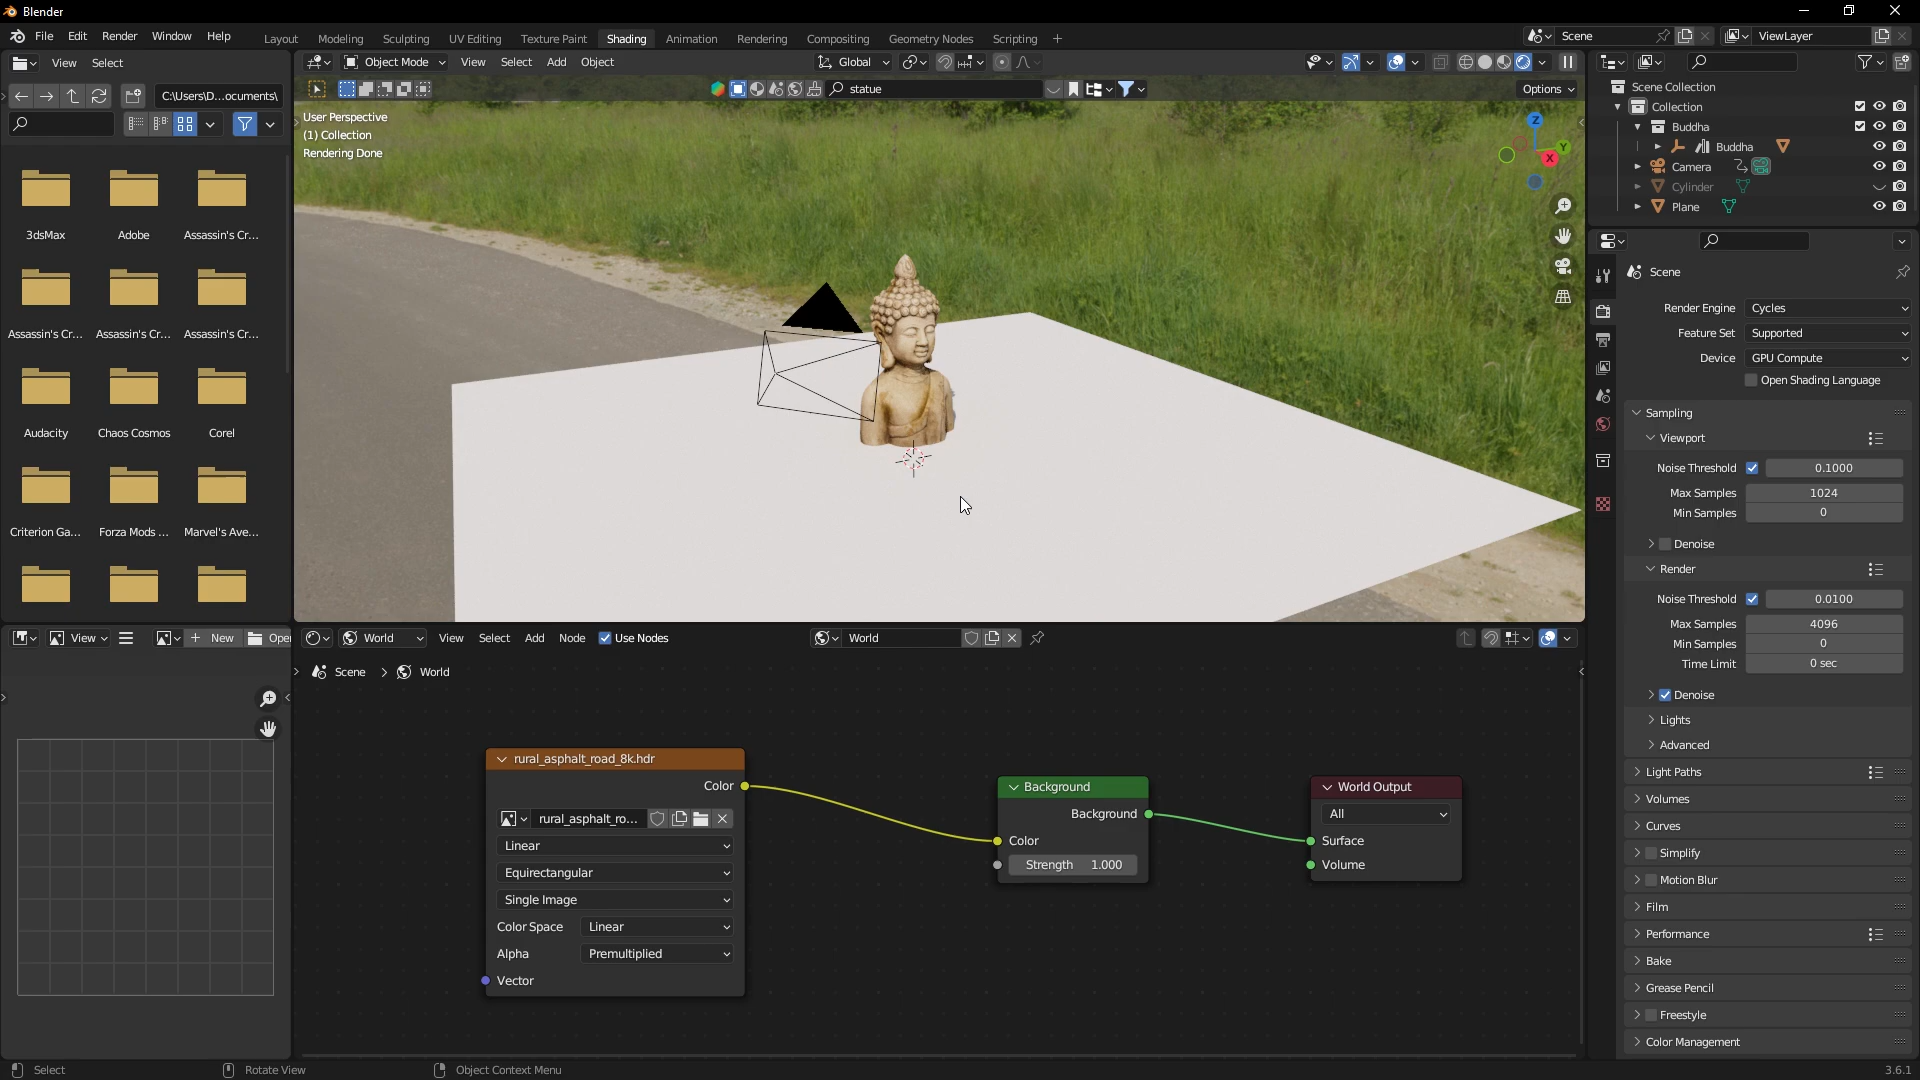 Blender
File Edit Render Window Help
Layout Modeling Sculpting UV Editing Texture Paint Shading Animation Rendering Compositing Geometry Nodes Scripting +
Scene
ViewLayer
View Select
C:\Users\D...ocuments\
3dsMax
Adobe
Assassin's Cr...
Assassin's Cr...
Assassin's Cr...
Assassin's Cr...
Audacity
Chaos Cosmos
Corel
Criterion Ga...
Forza Mods ...
Marvel's Ave...
Object Mode View Select Add Object
Global
statue
Options
User Perspective
(1) Collection
Rendering Done
Z
Y
X
Scene Collection
Collection
Buddha
Buddha
Camera
Cylinder
Plane
Scene
Render Engine Cycles
Feature Set Supported
Device GPU Compute
Open Shading Language
Sampling
Viewport
Noise Threshold 0.1000
Max Samples 1024
Min Samples 0
Denoise
Render
Noise Threshold 0.0100
Max Samples 4096
Min Samples 0
Time Limit 0 sec
Denoise
Lights
Advanced
Light Paths
Volumes
Curves
Simplify
Motion Blur
Film
Performance
Bake
Grease Pencil
Freestyle
Color Management
View
+ New
Open
World View Select Add Node Use Nodes
World
Scene > World
rural_asphalt_road_8k.hdr
Color
rural_asphalt_ro...
Linear
Equirectangular
Single Image
Color Space Linear
Alpha Premultiplied
Vector
Background
Background
Color
Strength 1.000
World Output
All
Surface
Volume
Select
Rotate View
Object Context Menu
3.6.1